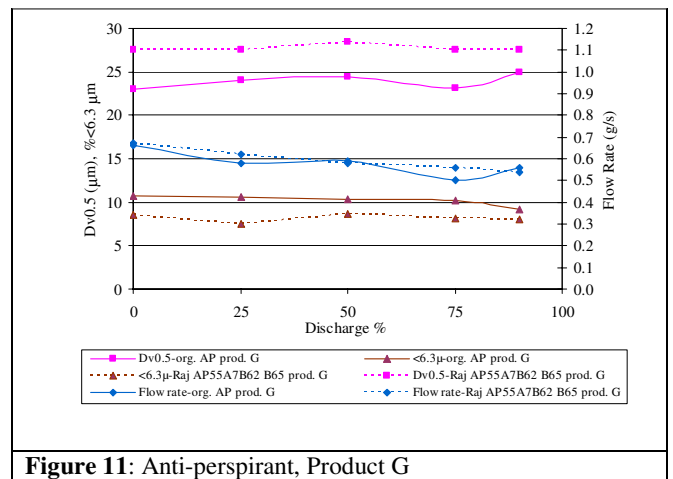 30
25
20
15
10
5
0
Dv0.5 (μm), %<6.3 μm
1.2
1.1
1.0
0.9
0.8
0.7
0.6
0.5
0.4
0.3
0.2
0.1
0.0
Flow Rate (g/s)
0 25 50 75 100
Discharge %
Dv0.5-org. AP prod. G <6.3μ-org. AP prod. G
<6.3μ-Raj AP55A7B62 B65 prod. G Dv0.5-Raj AP55A7B62 B65 prod. G
Flow rate-org. AP prod. G Flow rate-Raj AP55A7B62 B65 prod. G
Figure 11: Anti-perspirant, Product G